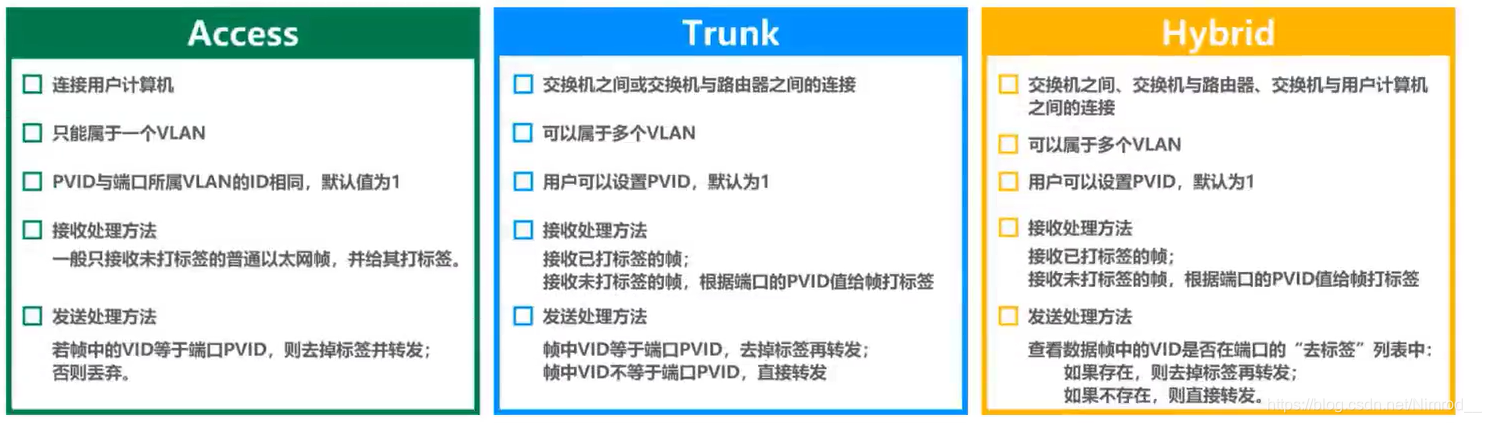 Access
连接用户计算机
只能属于一个VLAN
PVID与端口所属VLAN的ID相同，默认值为1
接收处理方法
一般只接收未打标签的普通以太网帧，并给其打标签。
发送处理方法
若帧中的VID等于端口PVID，则去掉标签并转发；
否则丢弃。
Trunk
交换机之间或交换机与路由器之间的连接
可以属于多个VLAN
用户可以设置PVID，默认为1
接收处理方法
接收已打标签的帧；
接收未打标签的帧，根据端口的PVID值给帧打标签
发送处理方法
帧中VID等于端口PVID，去掉标签再转发；
帧中VID不等于端口PVID，直接转发
Hybrid
交换机之间、交换机与路由器、交换机与用户计算机
之间的连接
可以属于多个VLAN
用户可以设置PVID，默认为1
接收处理方法
接收已打标签的帧；
接收未打标签的帧，根据端口的PVID值给帧打标签
发送处理方法
查看数据帧中的VID是否在端口的“去标签”列表中：
如果存在，则去掉标签再转发；
如果不存在，则直接转发。
https://blog.csdn.net/Nimrod__